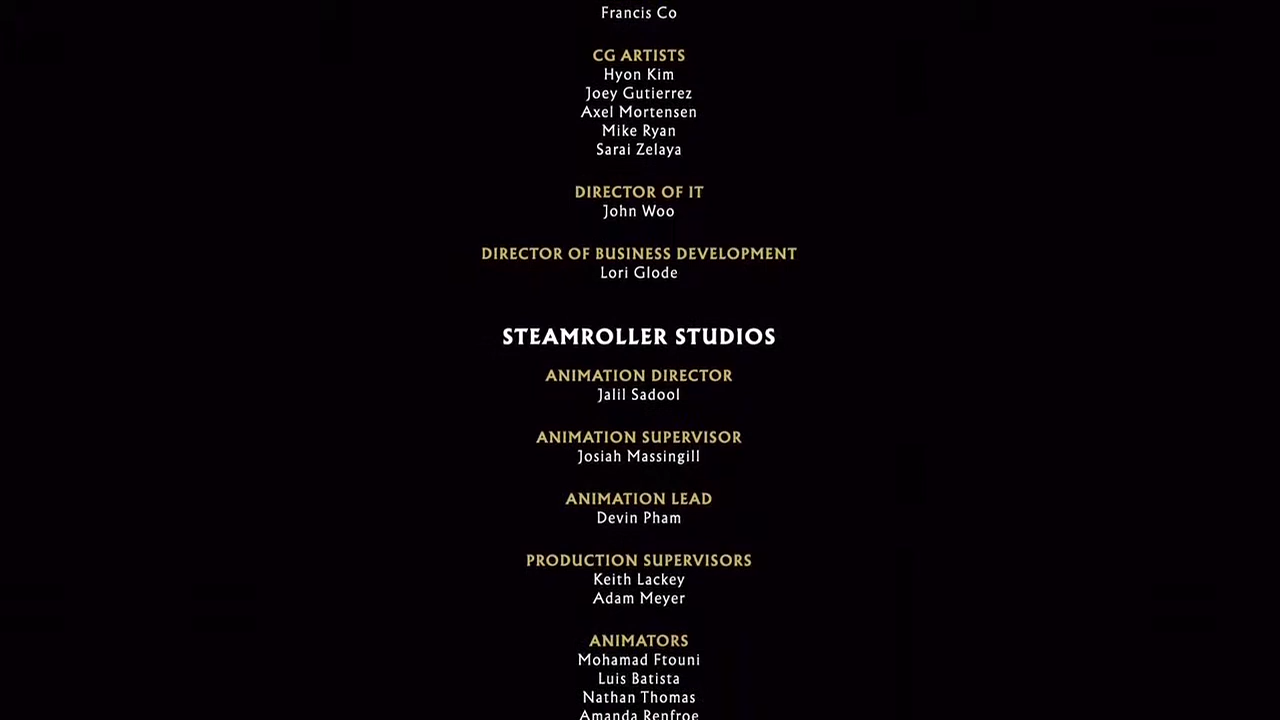 Francis Co
CG ARTISTS
Hyon Kim
Joey Gutierrez
Axel Mortensen
Mike Ryan
Sarai Zelaya
DIRECTOR OF IT
John Woo
DIRECTOR OF BUSINESS DEVELOPMENT
Lori Glode
STEAMROLLER STUDIOS
ANIMATION DIRECTOR
Jalil Sadool
ANIMATION SUPERVISOR
Josiah Massingill
ANIMATION LEAD
Devin Pham
PRODUCTION SUPERVISORS
Keith Lackey
Adam Meyer
ANIMATORS
Mohamad Ftouni
Luis Batista
Nathan Thomas
Amanda Renfroe